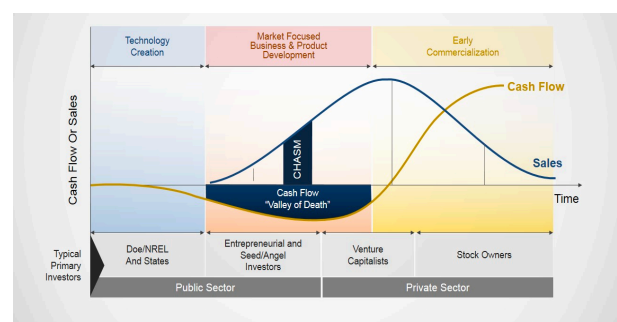 Technology
Creation
Market Focused
Business & Product
Development
Early
Commercialization
Cash Flow Or Sales
CHASM
Cash Flow
Sales
Cash Flow
"Valley of Death"
Time
Typical
Primary
Investors
Doe/NREL
And States
Entrepreneurial and
Seed/Angel
Investors
Venture
Capitalists
Stock Owners
Public Sector
Private Sector